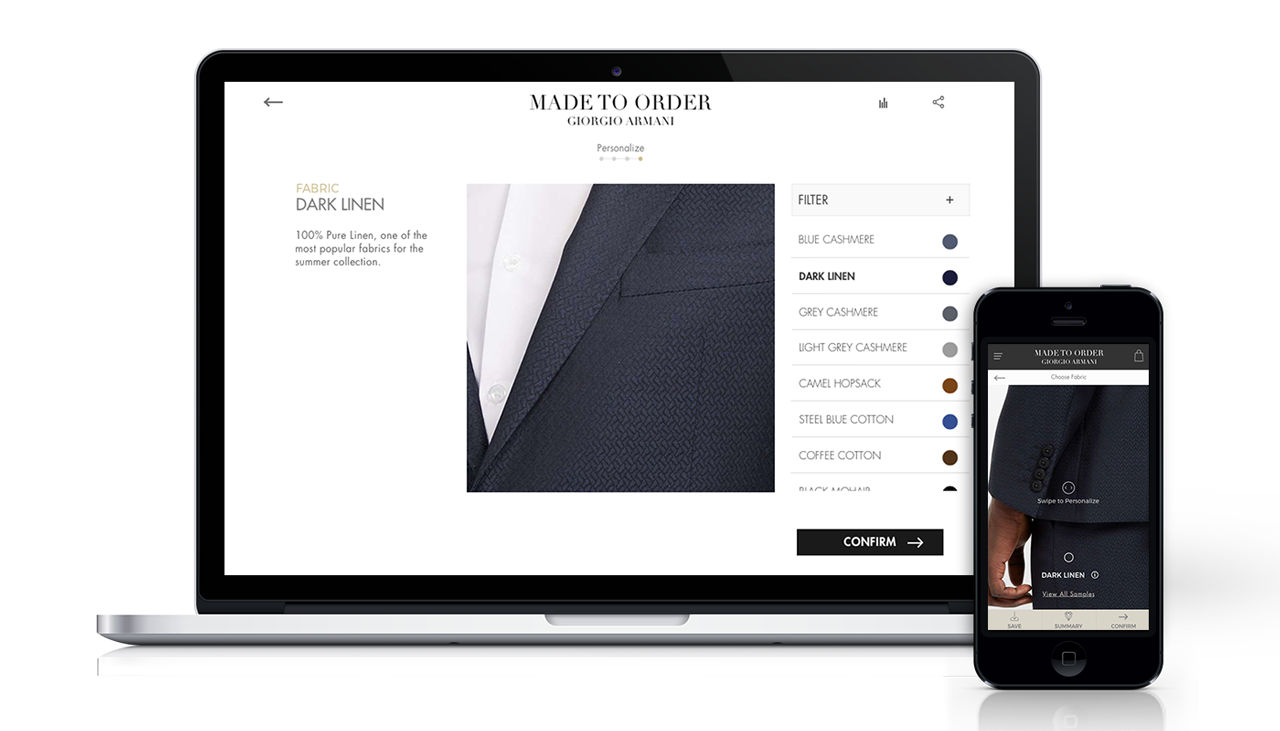 MADE TO ORDER
GIORGIO ARMANI
Personalize
FABRIC
DARK LINEN
100% Pure Linen, one of the
most popular fabrics for the
summer collection.
FILTER +
BLUE CASHMERE
DARK LINEN
GREY CASHMERE
LIGHT GREY CASHMERE
CAMEL HOPSACK
STEEL BLUE COTTON
COFFEE COTTON
BLACK MOHAIR
CONFIRM
MADE TO ORDER
GIORGIO ARMANI
Choose Fabric
Swipe to Personalize
DARK LINEN
View All Samples
SAVE
SUMMARY
CONFIRM